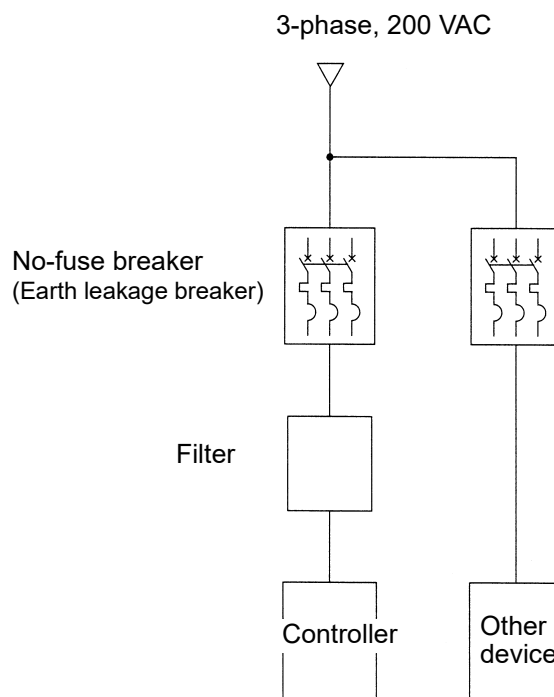 3-phase, 200 VAC
No-fuse breaker
(Earth leakage breaker)
Filter
Controller
Other
device